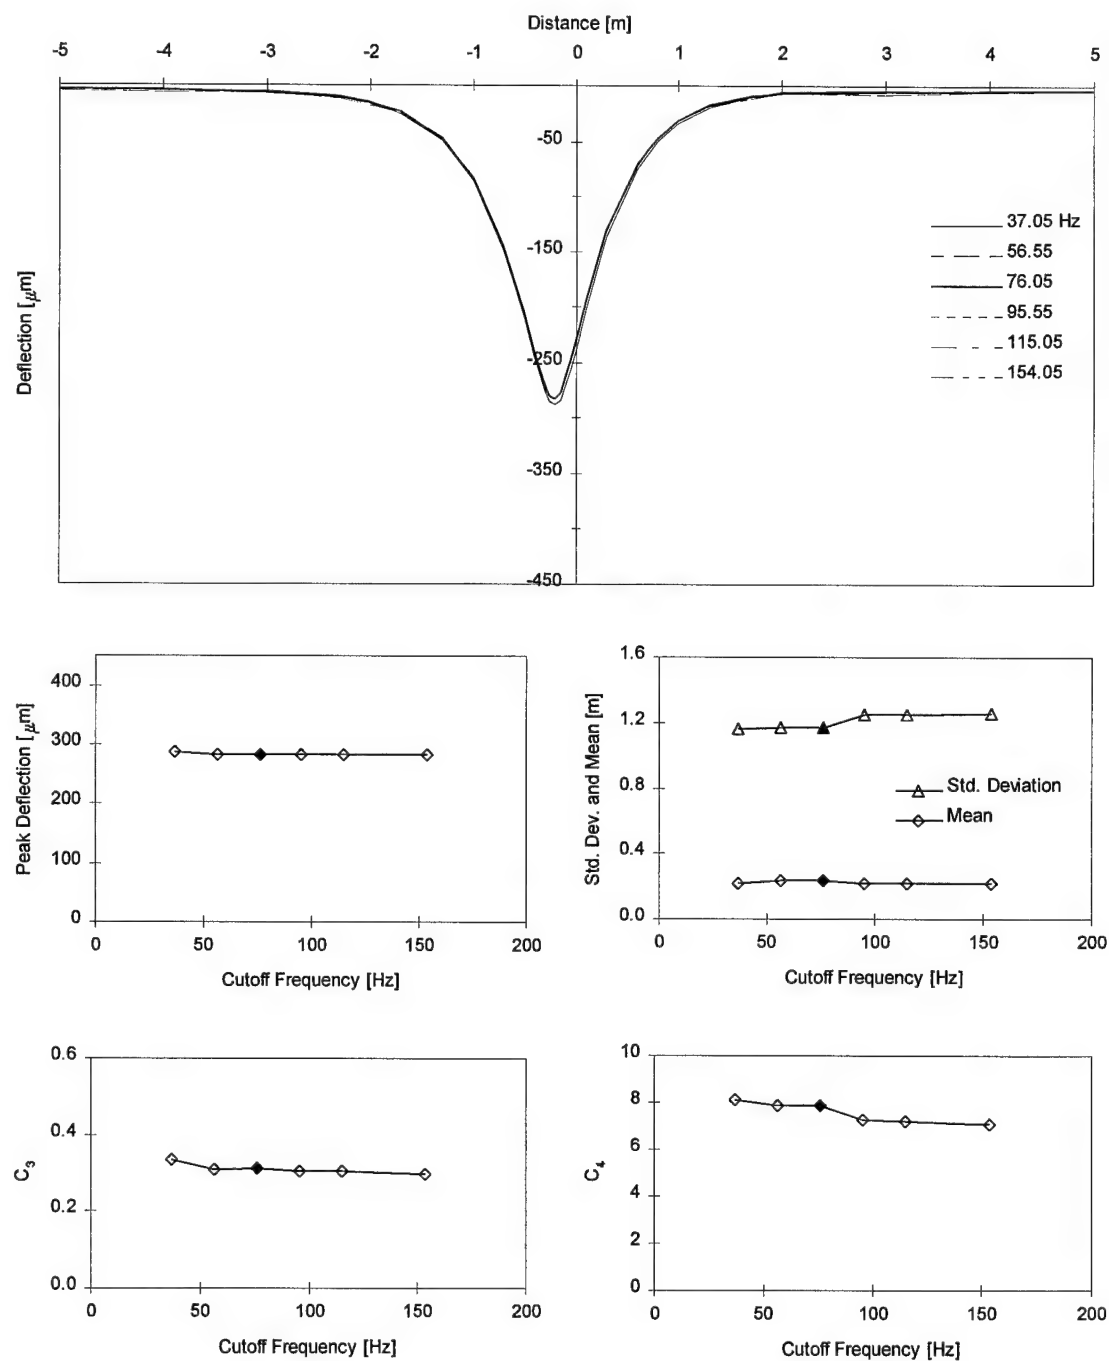 Distance [m]
-5 -4 -3 -2 -1 0 1 2 3 4 5
-50
-150
-250
-350
-450
Deflection [μm]
37.05 Hz
56.55
76.05
95.55
115.05
154.05
400
300
200
100
0
Peak Deflection [μm]
0 50 100 150 200
Cutoff Frequency [Hz]
1.6
1.2
0.8
0.4
0.0
Std. Dev. and Mean [m]
Std. Deviation
Mean
0 50 100 150 200
Cutoff Frequency [Hz]
0.6
0.4
0.2
0.0
C₃
0 50 100 150 200
Cutoff Frequency [Hz]
10
8
6
4
2
0
C₄
0 50 100 150 200
Cutoff Frequency [Hz]